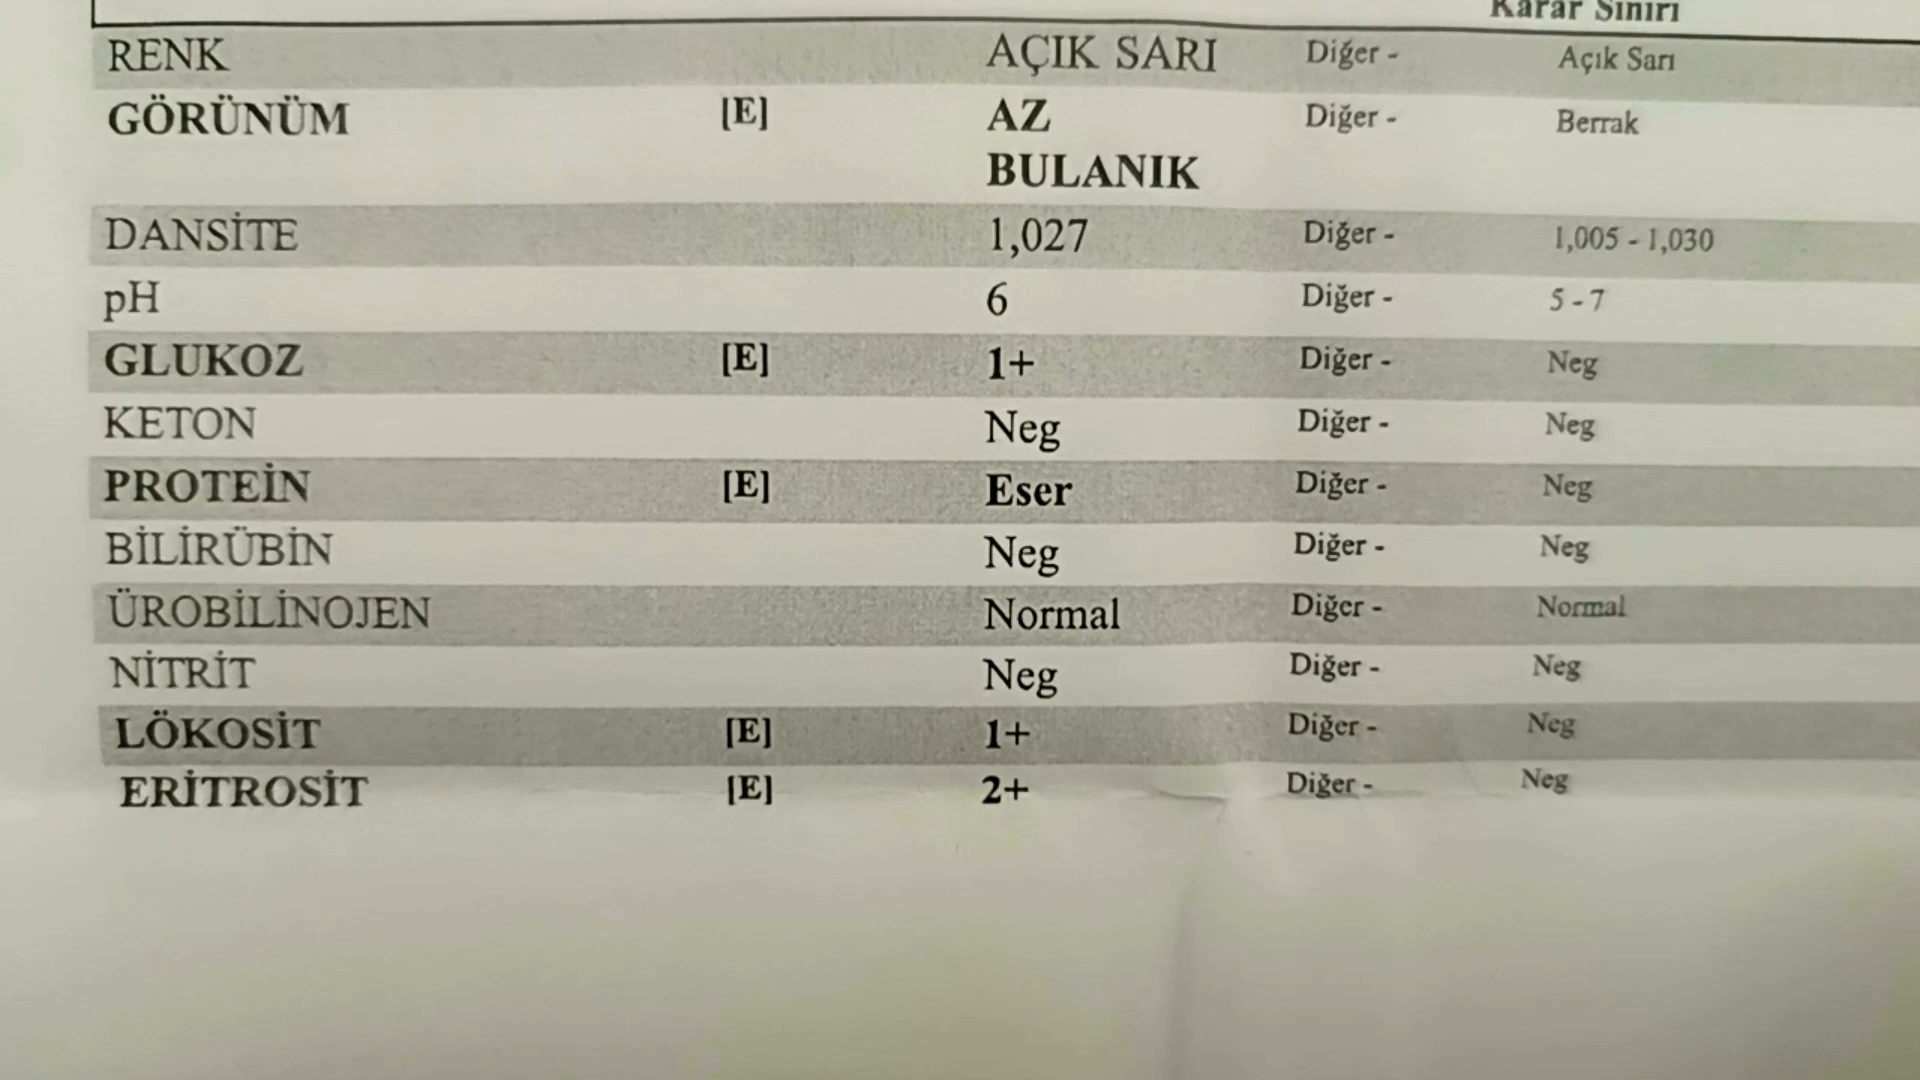 Karar Sınırı
RENK AÇIK SARI Diğer - Açık Sarı
GÖRÜNÜM [E] AZ BULANIK Diğer - Berrak
DANSİTE 1,027 Diğer - 1,005 - 1,030
pH 6 Diğer - 5 - 7
GLUKOZ [E] 1+ Diğer - Neg
KETON Neg Diğer - Neg
PROTEİN [E] Eser Diğer - Neg
BİLİRÜBİN Neg Diğer - Neg
ÜROBİLİNOJEN Normal Diğer - Normal
NİTRİT Neg Diğer - Neg
LÖKOSİT [E] 1+ Diğer - Neg
ERİTROSİT [E] 2+ Diğer - Neg